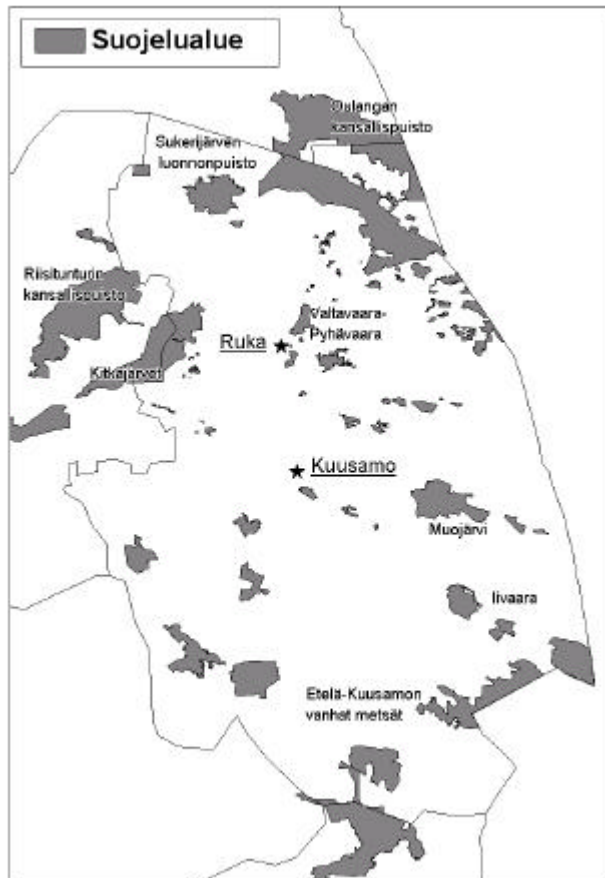 Suojelualue
Oulangan
kansallispuisto
Sukerijärven
luonnonpuisto
Riisitunturin
kansallispuisto
Valtavaara-
Pyhävaara
Ruka
Kitkajärvet
Kuusamo
Muojärvi
Iivaara
Etelä-Kuusamon
vanhat metsät